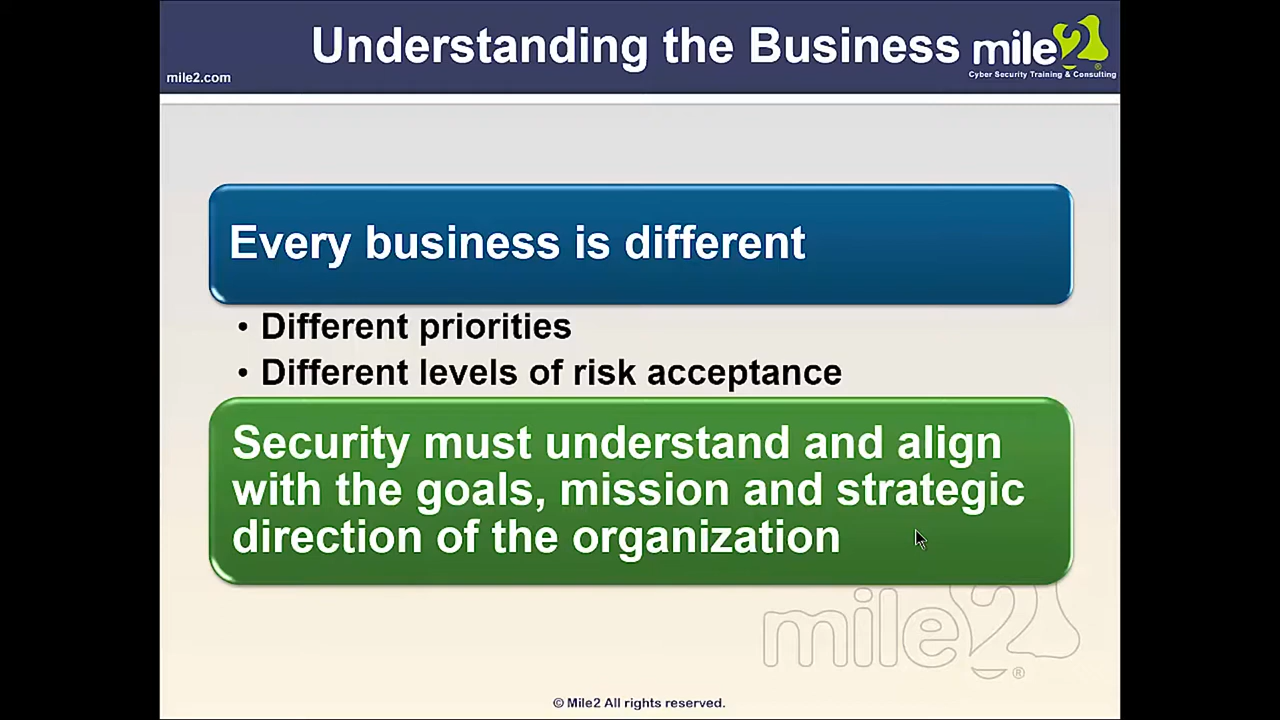 Understanding the Business
mile2®
mile2.com
Cyber Security Training & Consulting
Every business is different
• Different priorities
• Different levels of risk acceptance
Security must understand and align
with the goals, mission and strategic
direction of the organization
mile2®
© Mile2 All rights reserved.